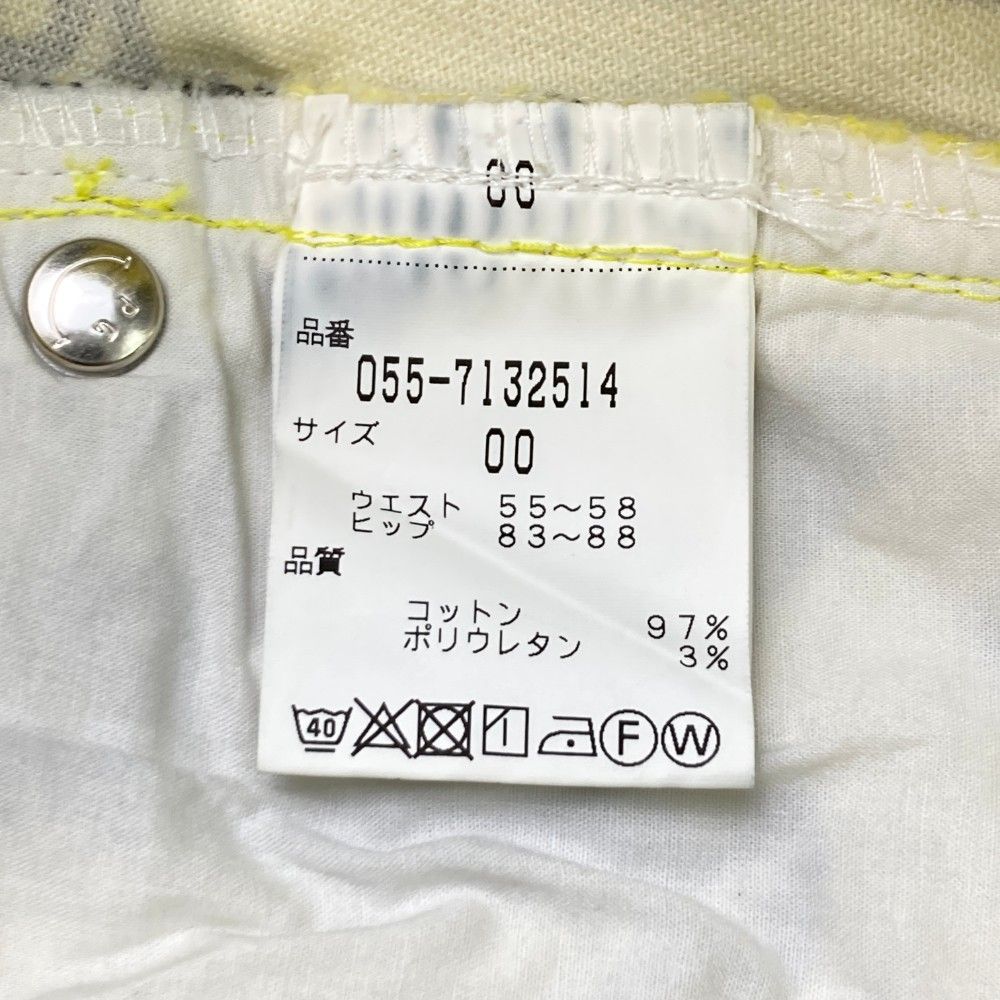 00
品番
055-7132514
サイズ
00
ウエスト 55～58
ヒップ 83～88
品質
コットン 97%
ポリウレタン 3%
40
F W